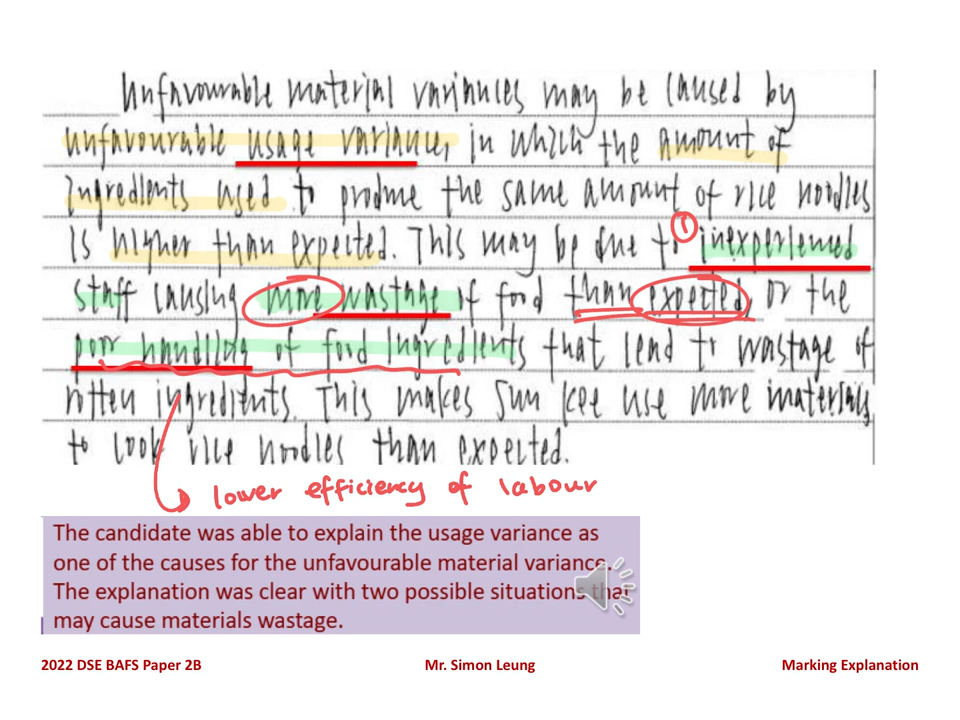 Unfavourable material variances may be caused by
unfavourable usage variance, in which the amount of
ingredients used to produce the same amount of rice noodles
is higher than expected. This may be due to ① inexperienced
staff causing more wastage of food than expected, or the
poor handling of food ingredients that lead to wastage of
rotten ingredients. This makes Sun Kee use more materials
to cook rice noodles than expected.
lower efficiency of labour
The candidate was able to explain the usage variance as
one of the causes for the unfavourable material variance.
The explanation was clear with two possible situations that
may cause materials wastage.
2022 DSE BAFS Paper 2B Mr. Simon Leung Marking Explanation